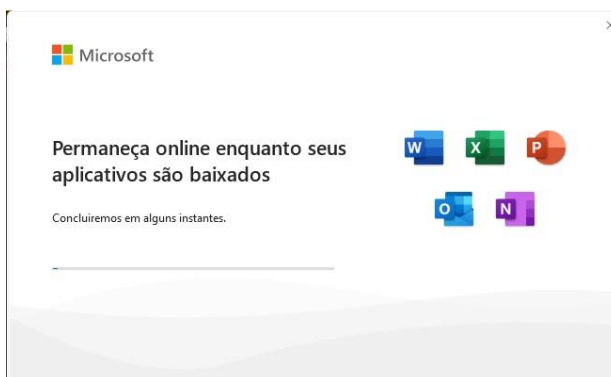 Microsoft
Permaneça online enquanto seus
aplicativos são baixados
Concluiremos em alguns instantes.
W X P
O N